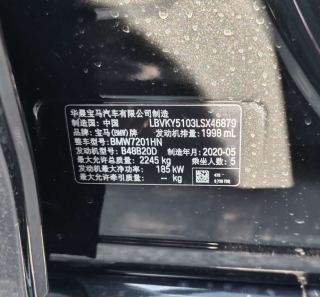 华晨宝马汽车有限公司制造
制造国：中国 LBVKY5103LSX46879
品牌：宝马(BMW)牌 发动机排量：1998 mL
整车型号：BMW7201HN
发动机型号：B48B20D 制造年月：2020-05
最大允许总质量：2245 kg 乘坐人数：5
发动机最大净功率：185 kW
最大允许牵引质量：-- kg